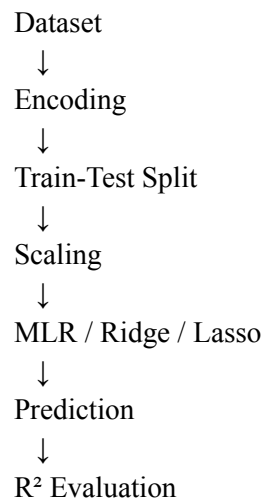 Dataset
↓
Encoding
↓
Train-Test Split
↓
Scaling
↓
MLR / Ridge / Lasso
↓
Prediction
↓
R² Evaluation